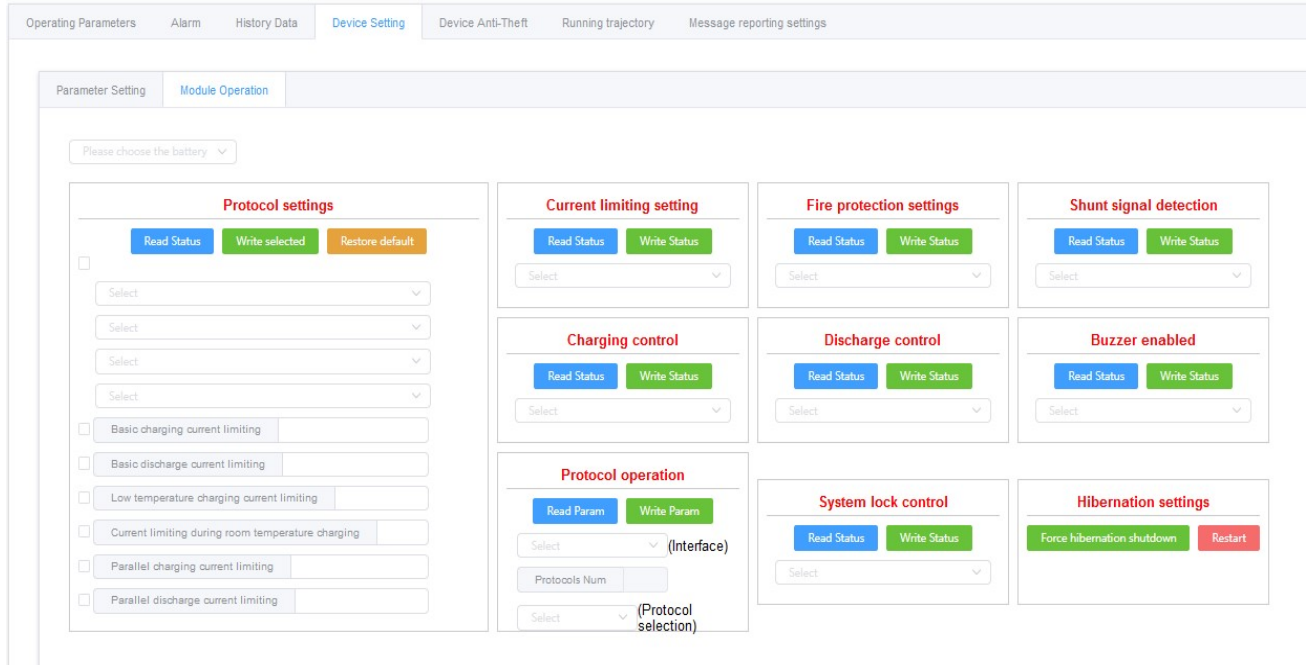 Operating Parameters Alarm History Data Device Setting Device Anti-Theft Running trajectory Message reporting settings
Parameter Setting Module Operation
Please choose the battery
Protocol settings
Read Status Write selected Restore default
Select
Select
Select
Select
Basic charging current limiting
Basic discharge current limiting
Low temperature charging current limiting
Current limiting during room temperature charging
Parallel charging current limiting
Parallel discharge current limiting
Current limiting setting
Read Status Write Status
Select
Fire protection settings
Read Status Write Status
Select
Shunt signal detection
Read Status Write Status
Select
Charging control
Read Status Write Status
Select
Discharge control
Read Status Write Status
Select
Buzzer enabled
Read Status Write Status
Select
Protocol operation
Read Param Write Param
Select (Interface)
Protocols Num
Select (Protocol
selection)
System lock control
Read Status Write Status
Select
Hibernation settings
Force hibernation shutdown Restart